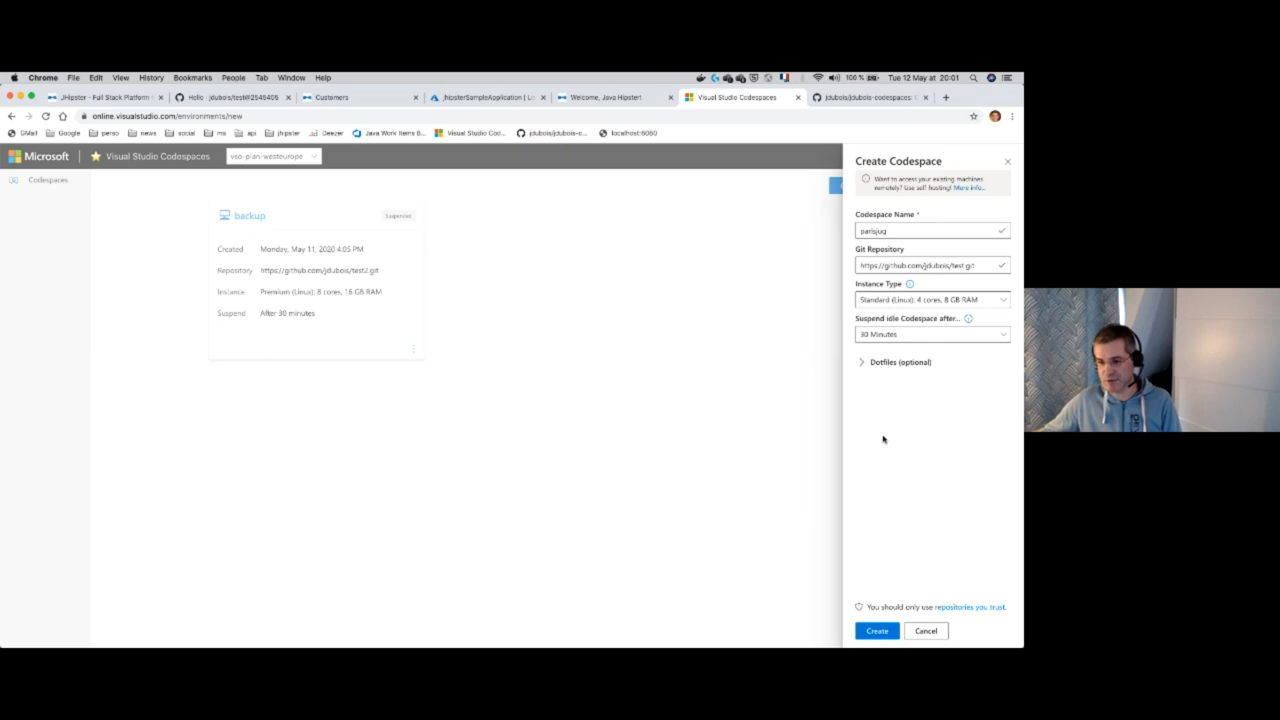 Chrome File Edit View History Bookmarks People Tab Window Help 100 % Tue 12 May at 20:01
JHipster - Full Stack Platform Hello · jdubois/test@2545405 Customers jhipsterSampleApplication | Lo Welcome, Java Hipster! Visual Studio Codespaces jdubois/jdubois-codespaces: C
online.visualstudio.com/environments/new
GMail Google perso news social ms api jhipster Deezer Java Work Items B... Visual Studio Cod... jdubois/jdubois-c... localhost:8080
Microsoft Visual Studio Codespaces vso-plan-westeurope
Codespaces
backup Suspended
Created Monday, May 11, 2020 4:05 PM
Repository https://github.com/jdubois/test2.git
Instance Premium (Linux): 8 cores, 16 GB RAM
Suspend After 30 minutes
Create Codespace
Want to access your existing machines
remotely? Use self-hosting! More info...
Codespace Name *
parisjug
Git Repository
https://github.com/jdubois/test.git
Instance Type
Standard (Linux): 4 cores, 8 GB RAM
Suspend idle Codespace after...
30 Minutes
Dotfiles (optional)
You should only use repositories you trust.
Create Cancel